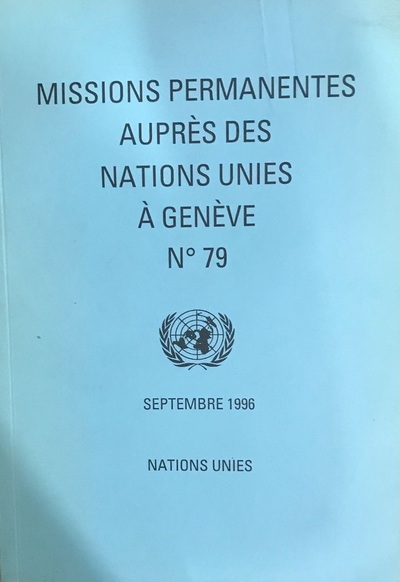 MISSIONS PERMANENTES
AUPRÈS DES
NATIONS UNIES
À GENÈVE
N° 79
SEPTEMBRE 1996
NATIONS UNIES